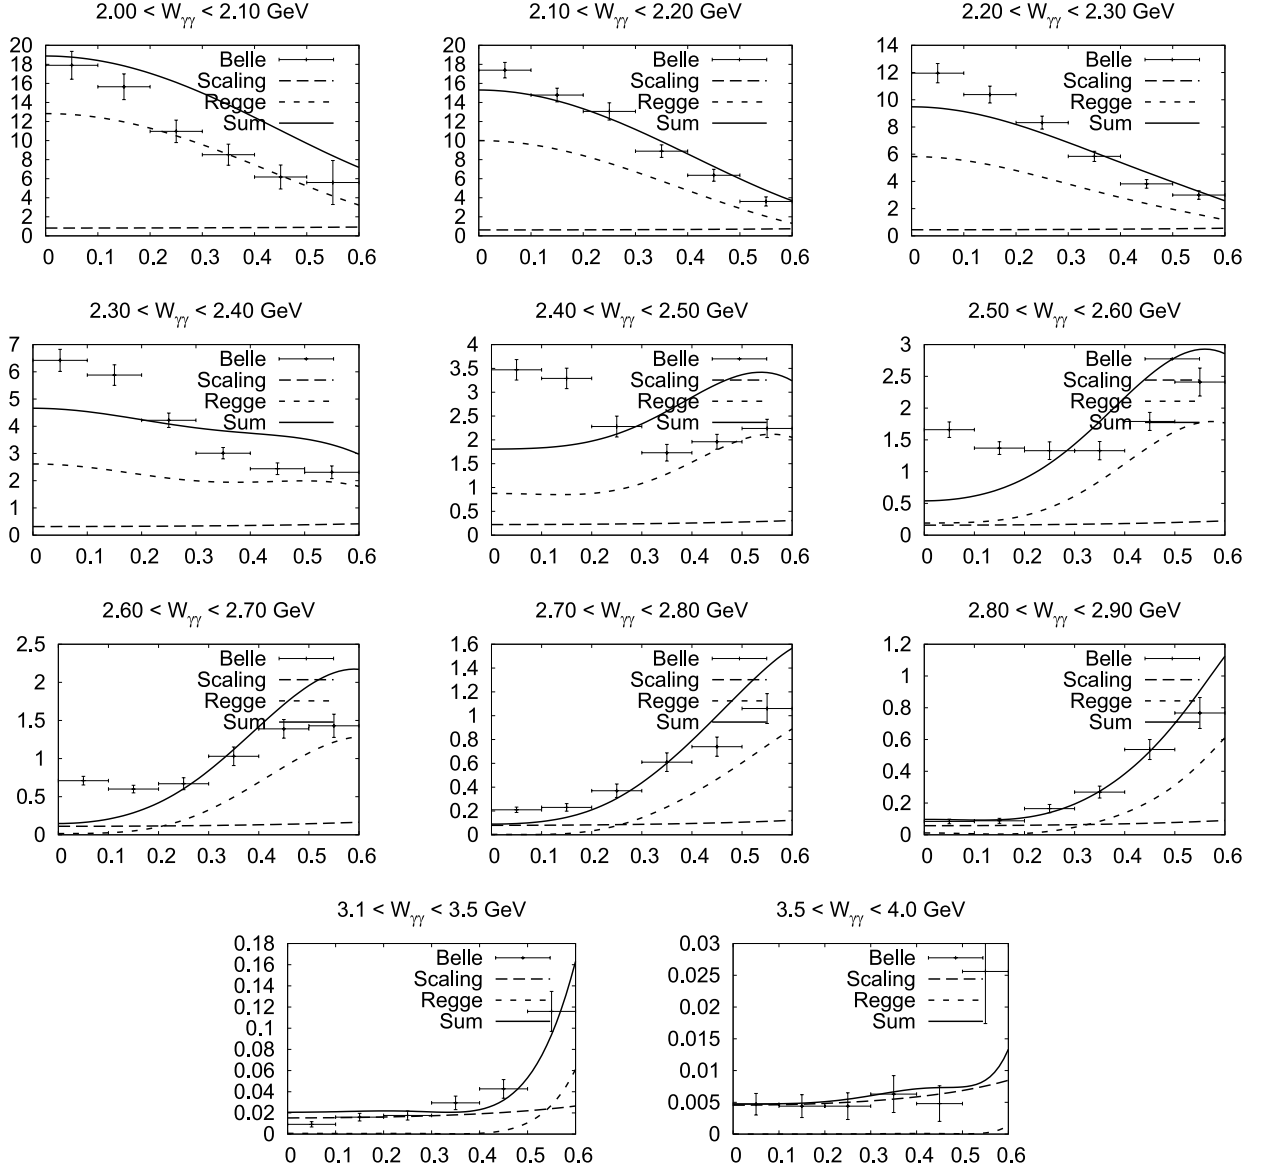 2.00 < Wγγ < 2.10 GeV
20
18
16
14
12
10
8
6
4
2
0
Belle
Scaling
Regge
Sum
0 0.1 0.2 0.3 0.4 0.5 0.6
2.10 < Wγγ < 2.20 GeV
20
18
16
14
12
10
8
6
4
2
0
Belle
Scaling
Regge
Sum
0 0.1 0.2 0.3 0.4 0.5 0.6
2.20 < Wγγ < 2.30 GeV
14
12
10
8
6
4
2
0
Belle
Scaling
Regge
Sum
0 0.1 0.2 0.3 0.4 0.5 0.6
2.30 < Wγγ < 2.40 GeV
7
6
5
4
3
2
1
0
Belle
Scaling
Regge
Sum
0 0.1 0.2 0.3 0.4 0.5 0.6
2.40 < Wγγ < 2.50 GeV
4
3.5
3
2.5
2
1.5
1
0.5
0
Belle
Scaling
Regge
Sum
0 0.1 0.2 0.3 0.4 0.5 0.6
2.50 < Wγγ < 2.60 GeV
3
2.5
2
1.5
1
0.5
0
Belle
Scaling
Regge
Sum
0 0.1 0.2 0.3 0.4 0.5 0.6
2.60 < Wγγ < 2.70 GeV
2.5
2
1.5
1
0.5
0
Belle
Scaling
Regge
Sum
0 0.1 0.2 0.3 0.4 0.5 0.6
2.70 < Wγγ < 2.80 GeV
1.6
1.4
1.2
1
0.8
0.6
0.4
0.2
0
Belle
Scaling
Regge
Sum
0 0.1 0.2 0.3 0.4 0.5 0.6
2.80 < Wγγ < 2.90 GeV
1.2
1
0.8
0.6
0.4
0.2
0
Belle
Scaling
Regge
Sum
0 0.1 0.2 0.3 0.4 0.5 0.6
3.1 < Wγγ < 3.5 GeV
0.18
0.16
0.14
0.12
0.1
0.08
0.06
0.04
0.02
0
Belle
Scaling
Regge
Sum
0 0.1 0.2 0.3 0.4 0.5 0.6
3.5 < Wγγ < 4.0 GeV
0.03
0.025
0.02
0.015
0.01
0.005
0
Belle
Scaling
Regge
Sum
0 0.1 0.2 0.3 0.4 0.5 0.6